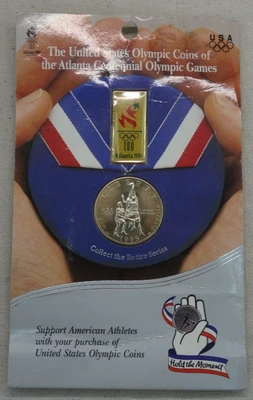 USA
The United States Olympic Coins of
the Atlanta Centennial Olympic Games
100
Atlanta 1996
Collect the Entire Series
Support American Athletes
with your purchase of
United States Olympic Coins
Hold the Moment